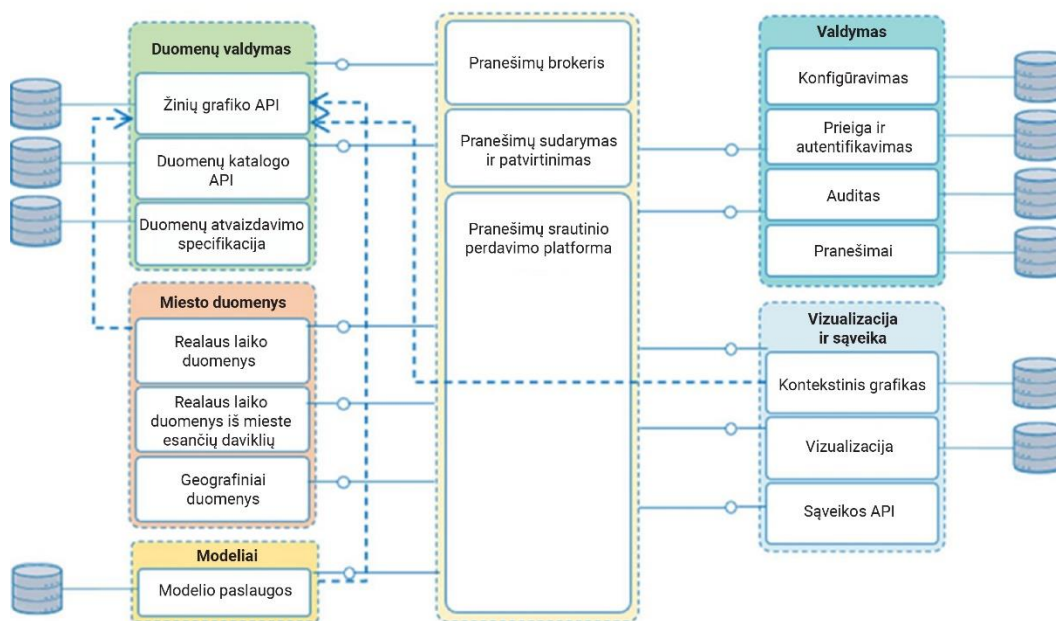 Duomenų valdymas
Žinių grafiko API
Duomenų katalogo
API
Duomenų atvaizdavimo
specifikacija
Miesto duomenys
Realaus laiko
duomenys
Realaus laiko
duomenys iš mieste
esančių daviklių
Geografiniai
duomenys
Modeliai
Modelio paslaugos
Pranešimų brokeris
Pranešimų sudarymas
ir patvirtinimas
Pranešimų srautinio
perdavimo platforma
Valdymas
Konfigūravimas
Prieiga ir
autentifikavimas
Auditas
Pranešimai
Vizualizacija
ir sąveika
Kontekstinis grafikas
Vizualizacija
Sąveikos API